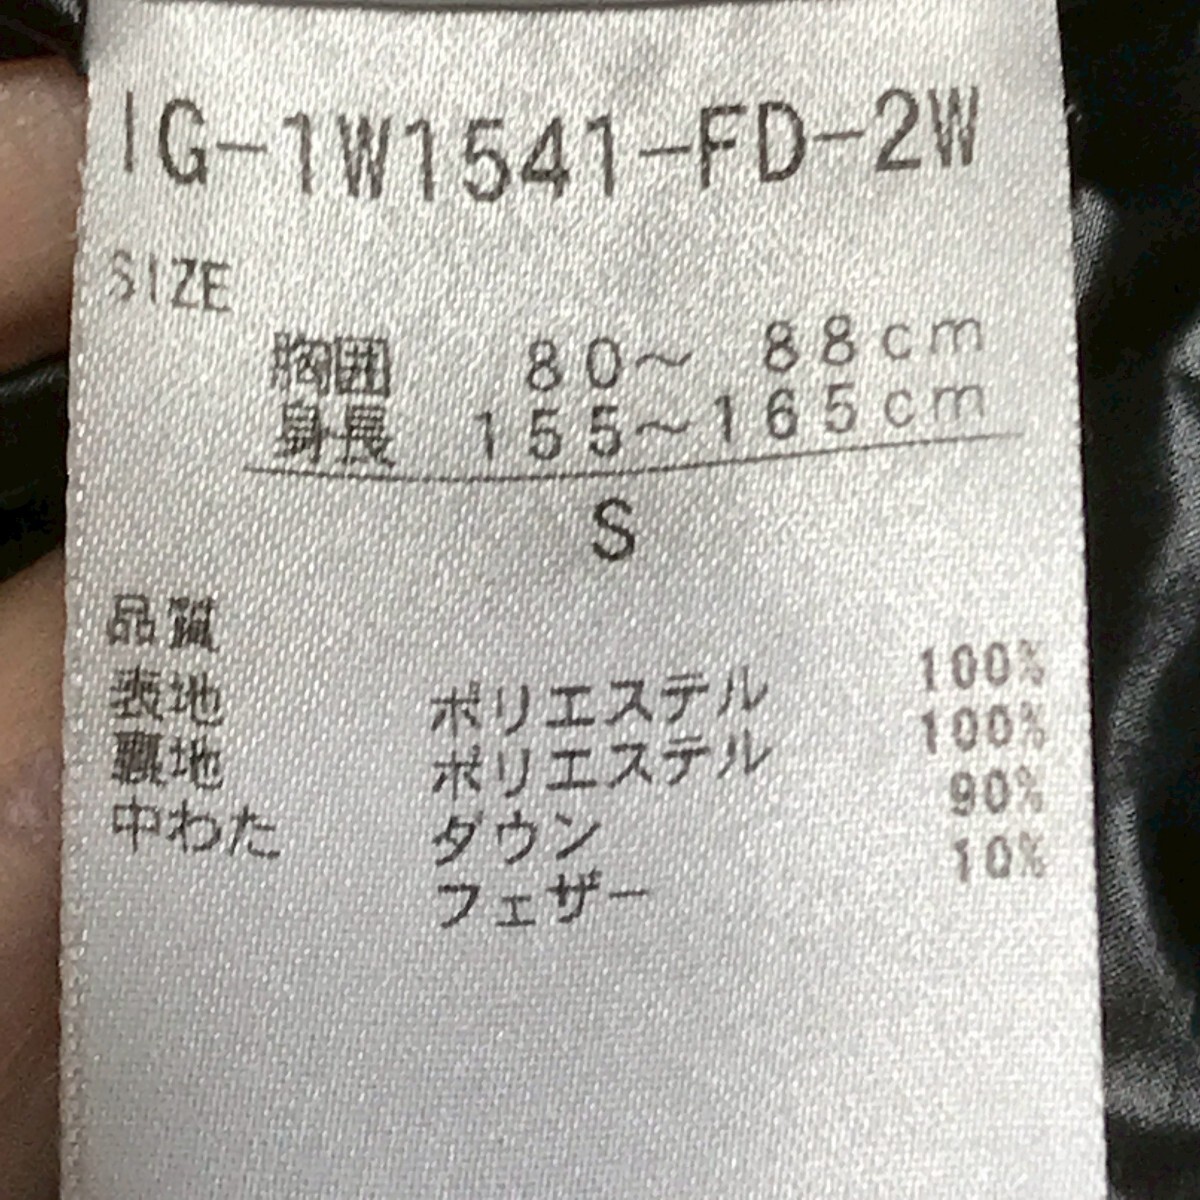 IG-1W1541-FD-2W
SIZE
胸囲 80〜 88cm
身長 155〜165cm
S
品質
表地 ポリエステル 100%
裏地 ポリエステル 100%
中わた ダウン 90%
フェザー 10%